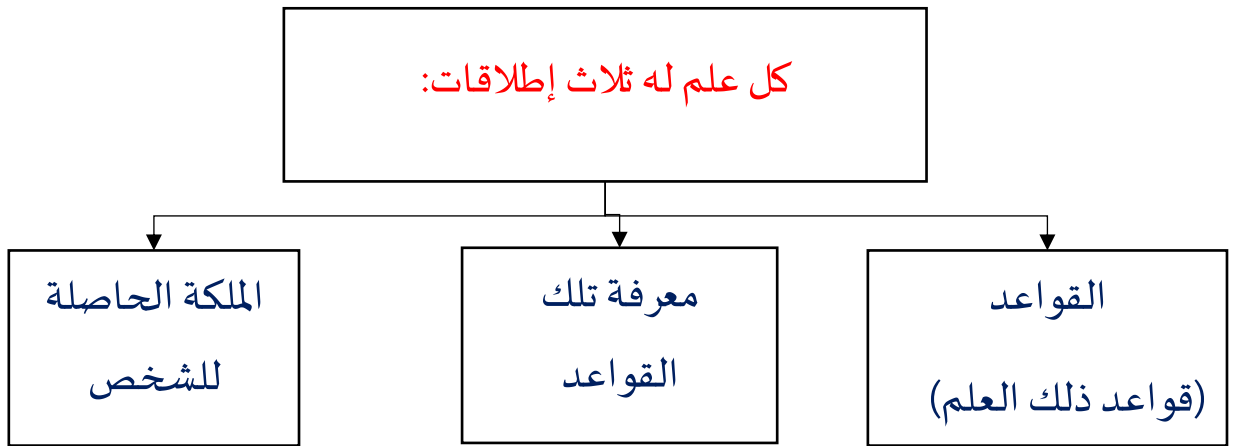 كل علم له ثلاث إطلاقات:
القواعد
(قواعد ذلك العلم)
معرفة تلك
القواعد
الملكة الحاصلة
للشخص